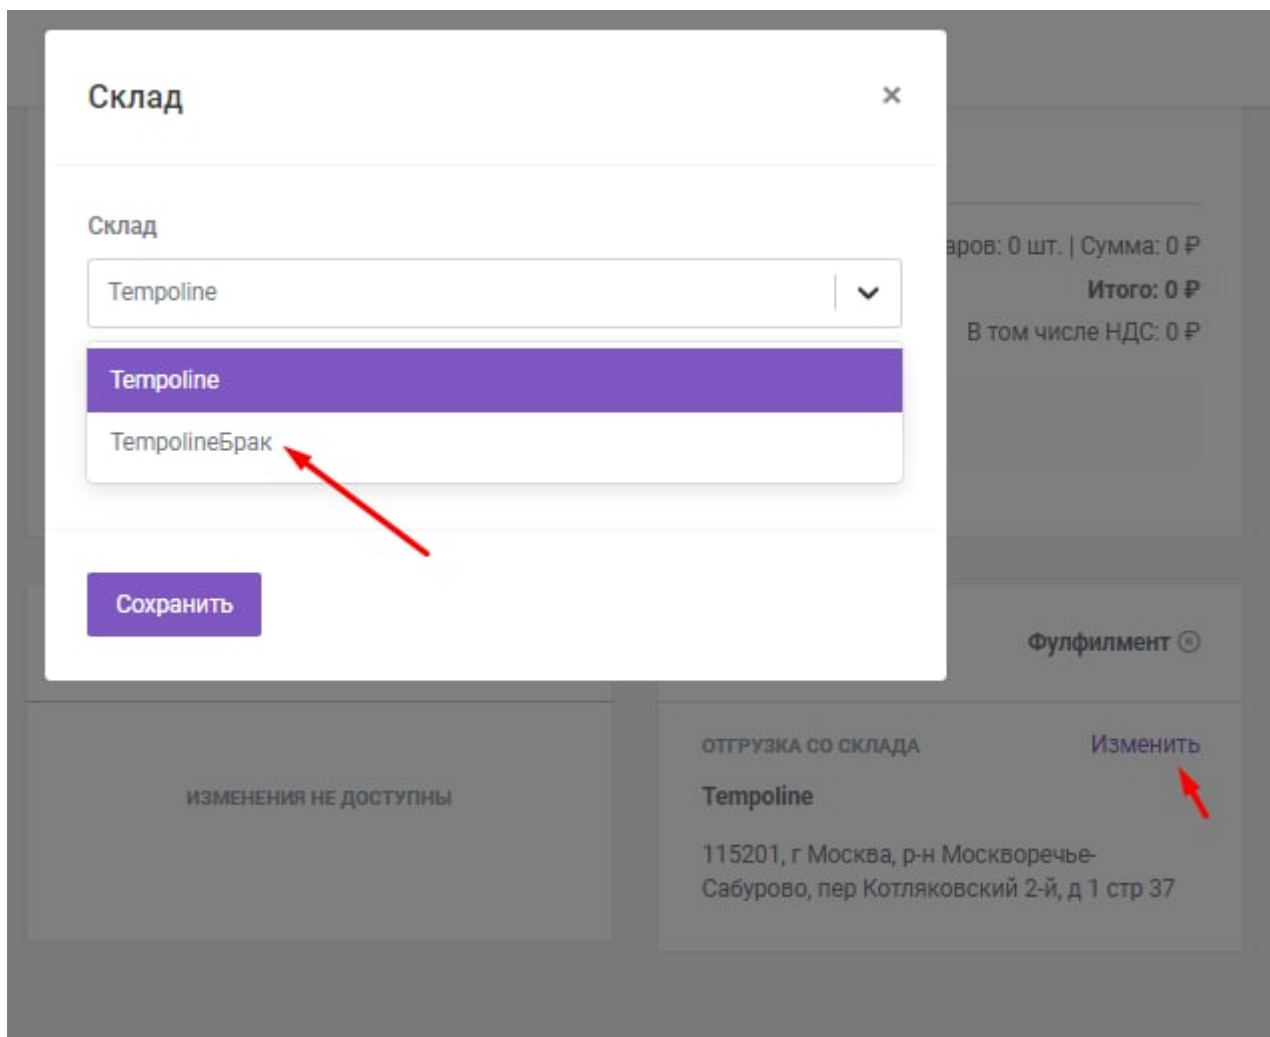 Склад
×
Склад
Tempoline
Tempoline
TempolineБрак
Сохранить
аров: 0 шт. | Сумма: 0 ₽
Итого: 0 ₽
В том числе НДС: 0 ₽
Фулфилмент
ИЗМЕНЕНИЯ НЕ ДОСТУПНЫ
ОТГРУЗКА СО СКЛАДА
Изменить
Tempoline
115201, г Москва, р-н Москворечье-
Сабурово, пер Котляковский 2-й, д 1 стр 37